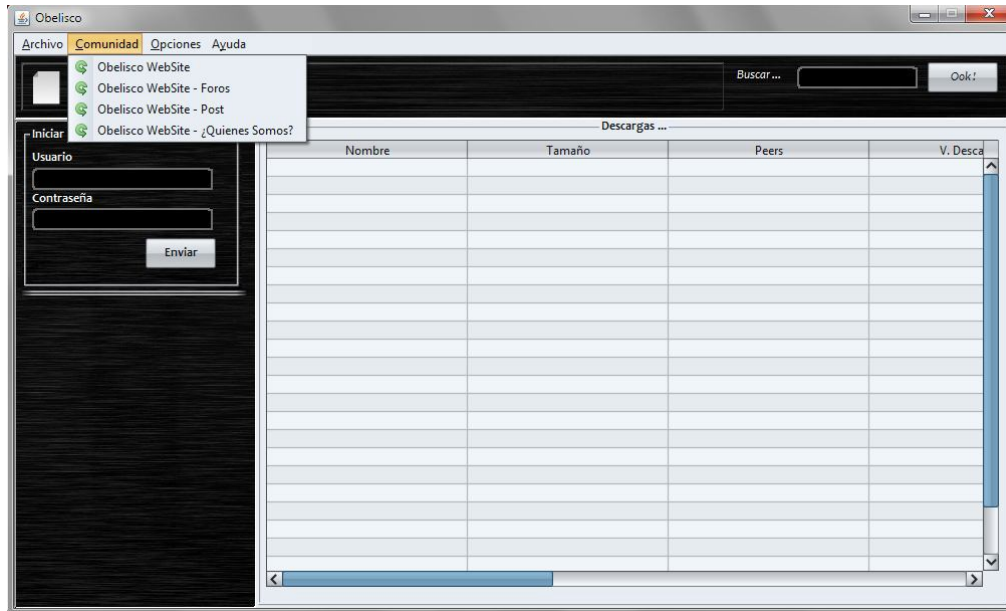 Obelisco
Archivo Comunidad Opciones Ayuda
Obelisco WebSite
Obelisco WebSite - Foros
Obelisco WebSite - Post
Obelisco WebSite - ¿Quienes Somos?
Buscar ... Ook!
Iniciar
Usuario
Contraseña
Enviar
Descargas ...
Nombre Tamaño Peers V. Desca